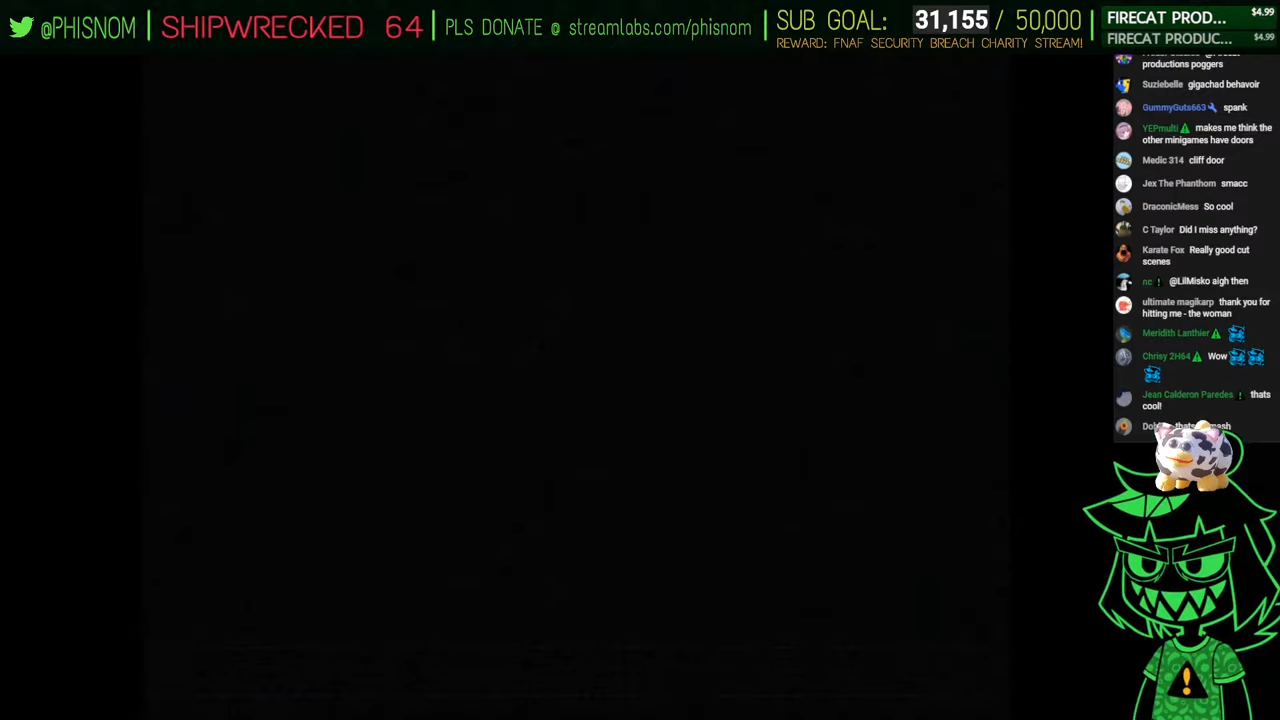 @PHISNOM
SHIPWRECKED 64
PLS DONATE @ streamlabs.com/phisnom
SUB GOAL: 31,155 / 50,000
REWARD: FNAF SECURITY BREACH CHARITY STREAM!
FIRECAT PROD... $4.99
FIRECAT PRODUC... $4.99
productions poggers
Suziebelle gigachad behavoir
GummyGuts663 spank
YEPmulti makes me think the
other minigames have doors
Medic 314 cliff door
Jex The Phanthom smacc
DraconicMess So cool
C Taylor Did I miss anything?
Karate Fox Really good cut
scenes
nc @LilMisko aigh then
ultimate magikarp thank you for
hitting me - the woman
Meridith Lanthier
Chrisy 2H64 Wow
Jean Calderon Paredes thats
cool!